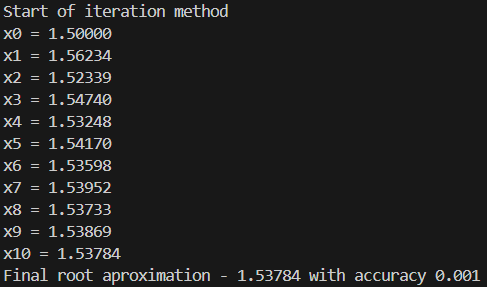 Start of iteration method
x0 = 1.50000
x1 = 1.56234
x2 = 1.52339
x3 = 1.54740
x4 = 1.53248
x5 = 1.54170
x6 = 1.53598
x7 = 1.53952
x8 = 1.53733
x9 = 1.53869
x10 = 1.53784
Final root aproximation - 1.53784 with accuracy 0.001